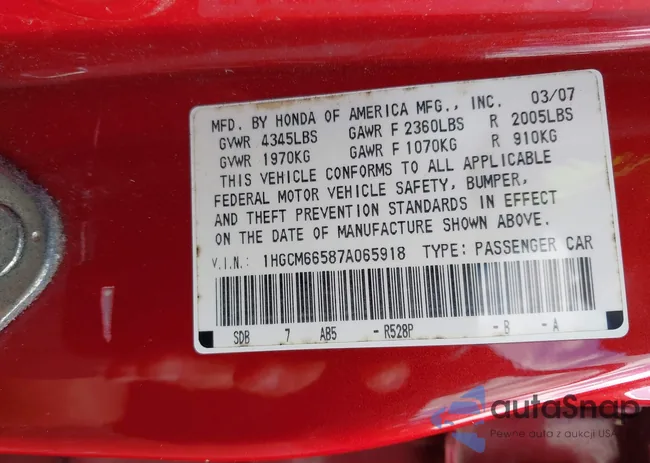 MFD. BY HONDA OF AMERICA MFG., INC. 03/07
GVWR 4345LBS GAWR F 2360LBS R 2005LBS
GVWR 1970KG GAWR F 1070KG R 910KG
THIS VEHICLE CONFORMS TO ALL APPLICABLE
FEDERAL MOTOR VEHICLE SAFETY, BUMPER,
AND THEFT PREVENTION STANDARDS IN EFFECT
ON THE DATE OF MANUFACTURE SHOWN ABOVE.
V.I.N.: 1HGCM66587A065918 TYPE: PASSENGER CAR
SDB 7 AB5 - R528P - B - A
autaSnap
Pewne auta z aukcji USA